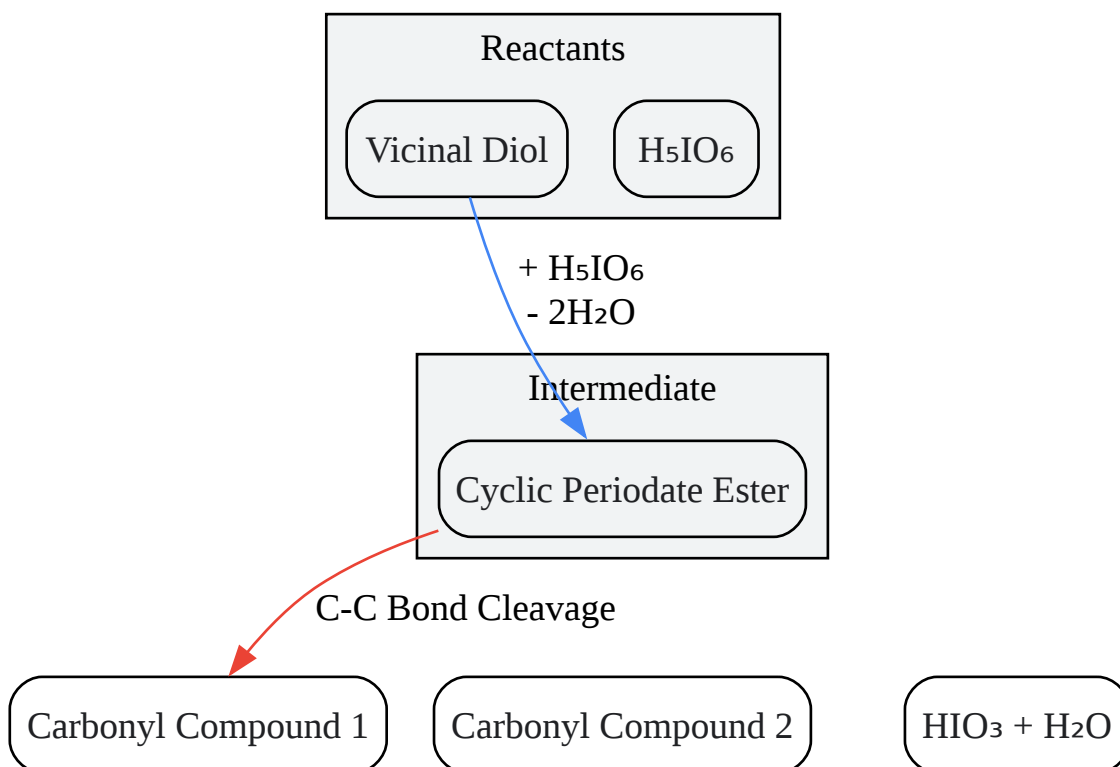 Reactants
Vicinal Diol
H₅IO₆
+ H₅IO₆
- 2H₂O
Intermediate
Cyclic Periodate Ester
C-C Bond Cleavage
Carbonyl Compound 1
Carbonyl Compound 2
HIO₃ + H₂O